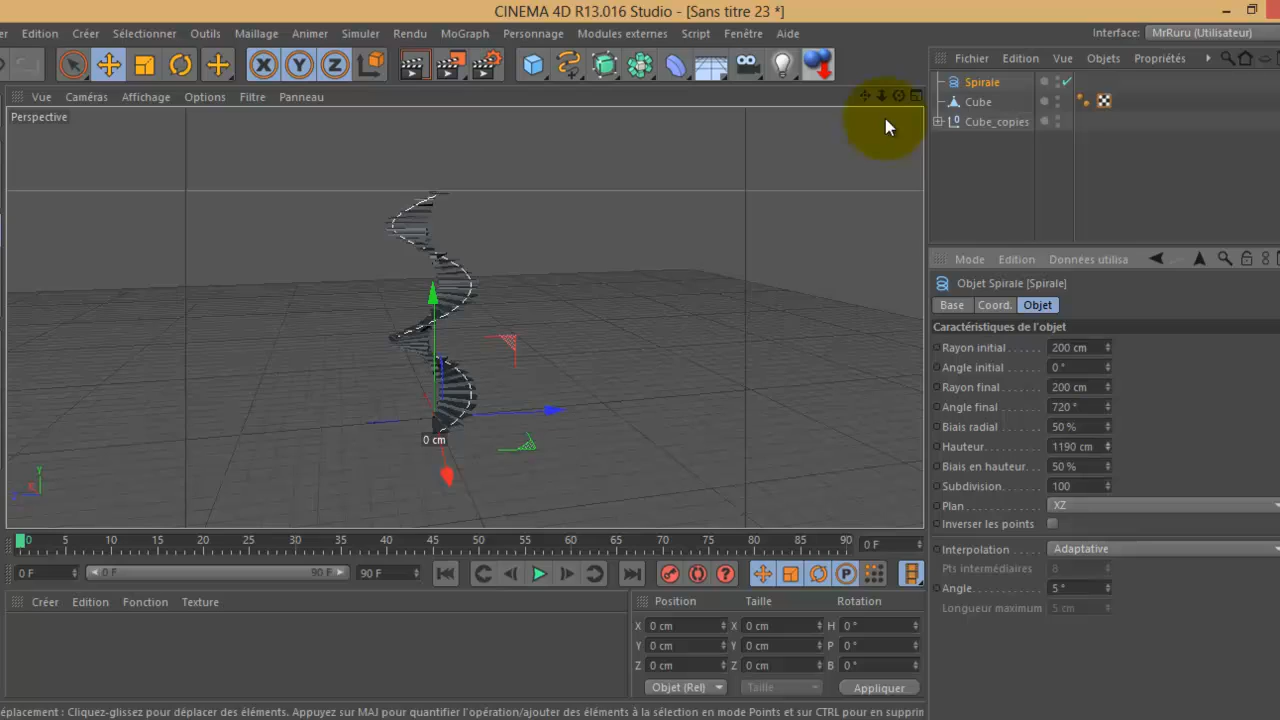 CINEMA 4D R13.016 Studio - [Sans titre 23 *]
er Edition Créer Sélectionner Outils Maillage Animer Simuler Rendu MoGraph Personnage Modules externes Script Fenêtre Aide Interface: MrRuru (Utilisateur)
X Y Z
Fichier Edition Vue Objets Propriétés
Vue Caméras Affichage Options Filtre Panneau
Perspective
Spirale
Cube
Cube_copies
Mode Edition Données utilisa
Objet Spirale [Spirale]
Base Coord. Objet
Caractéristiques de l'objet
Rayon initial 200 cm
Angle initial 0 °
Rayon final 200 cm
Angle final 720 °
Biais radial 50 %
Hauteur 1190 cm
Biais en hauteur 50 %
Subdivision 100
Plan XZ
Inverser les points
Interpolation Adaptative
Pts intermédiaires 8
Angle 5 °
Longueur maximum 5 cm
0 cm
Y
0 5 10 15 20 25 30 35 40 45 50 55 60 65 70 75 80 85 90 0 F
0 F 0 F 90 F 90 F ? P
Créer Edition Fonction Texture
Position Taille Rotation
X 0 cm X 0 cm H 0 °
Y 0 cm Y 0 cm P 0 °
Z 0 cm Z 0 cm B 0 °
Objet (Rel) Taille Appliquer
éplacement : Cliquez-glissez pour déplacer des éléments. Appuyez sur MAJ pour quantifier l'opération/ajouter des éléments à la sélection en mode Points et sur CTRL pour en supprim